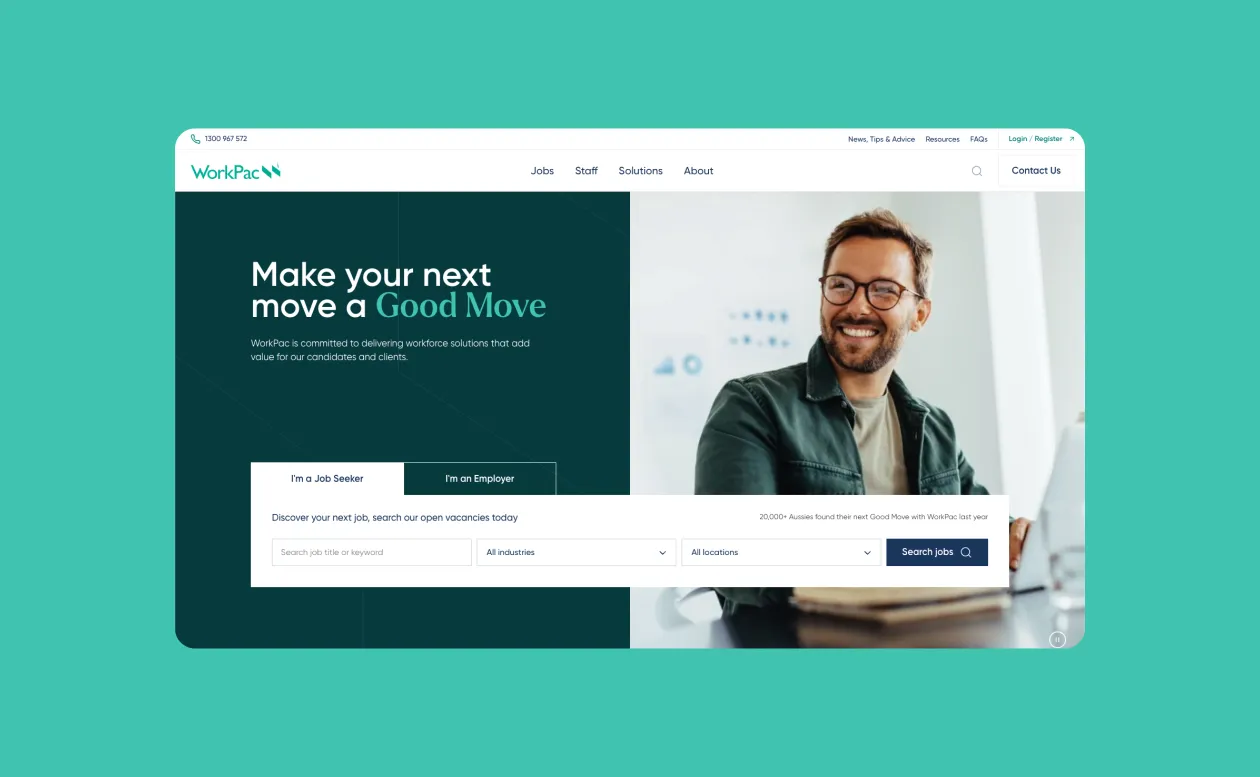 1300 967 572
News, Tips & Advice
Resources
FAQs
Login / Register
WorkPac
Jobs
Staff
Solutions
About
Contact Us
Make your next
move a Good Move
WorkPac is committed to delivering workforce solutions that add
value for our candidates and clients.
I'm a Job Seeker
I'm an Employer
Discover your next job, search our open vacancies today
20,000+ Aussies found their next Good Move with WorkPac last year
Search job title or keyword
All industries
All locations
Search jobs